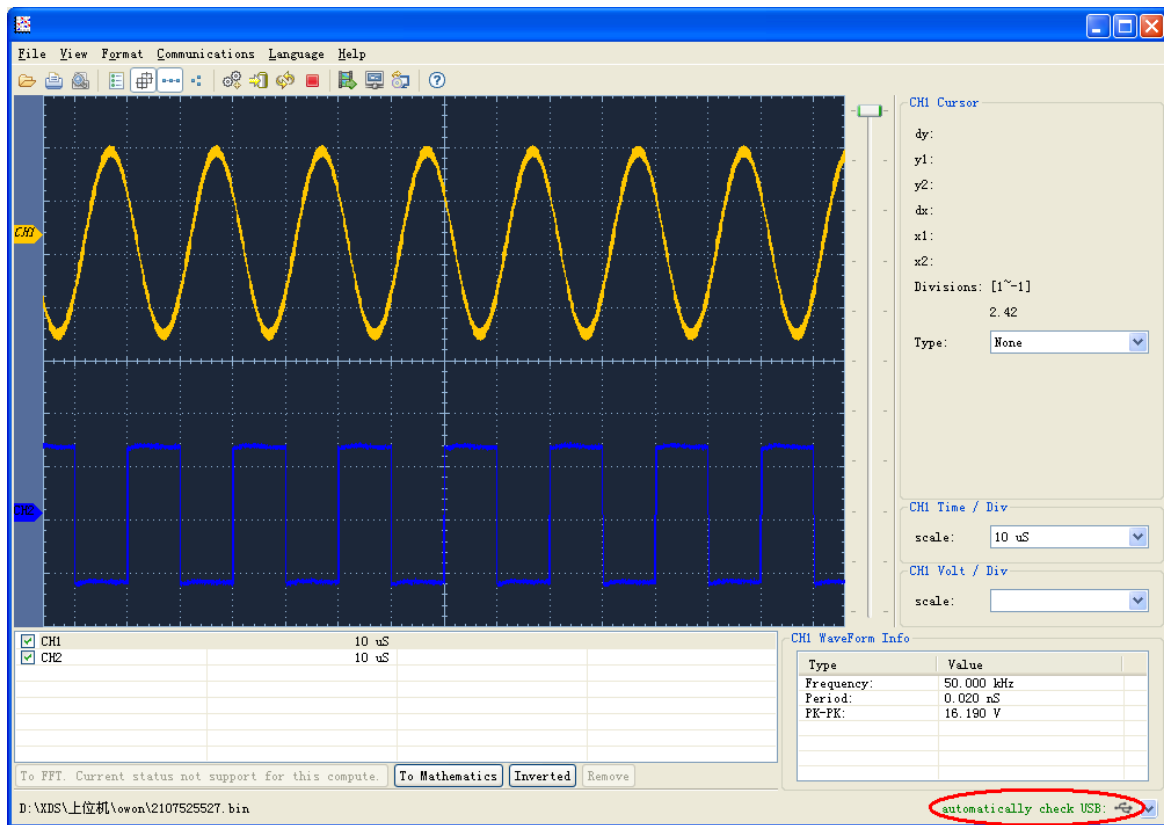 File View Format Communications Language Help
CH1 Cursor
dy:
y1:
y2:
dx:
x1:
x2:
Divisions: [1~-1]
2.42
Type: None
CH1
CH2
CH1 Time / Div
scale: 10 uS
CH1 Volt / Div
scale:
CH1 10 uS
CH2 10 uS
CH1 WaveForm Info
Type Value
Frequency: 50.000 kHz
Period: 0.020 nS
PK-PK: 16.190 V
To FFT. Current status not support for this compute. To Mathematics Inverted Remove
D:\XDS\上位机\owon\2107525527.bin
automatically check USB: